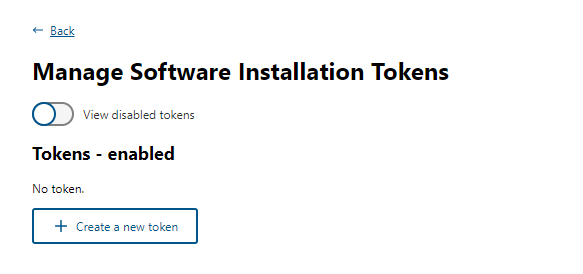 ← Back
Manage Software Installation Tokens
View disabled tokens
Tokens - enabled
No token.
+ Create a new token